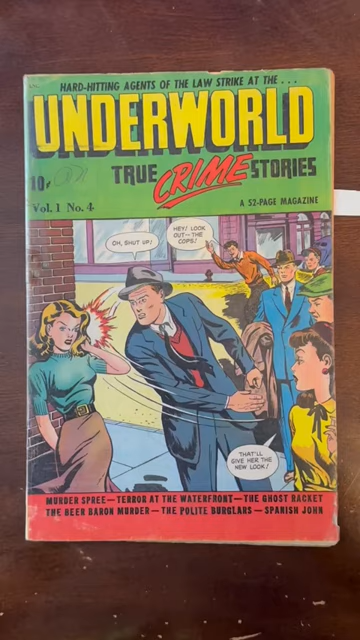 HARD-HITTING AGENTS OF THE LAW STRIKE AT THE...
UNDERWORLD
TRUE CRIME STORIES
10¢
Vol. 1 No. 4
A 52-PAGE MAGAZINE
OH, SHUT UP!
HEY! LOOK
OUT—THE
COPS!
THAT'LL
GIVE HER THE
NEW LOOK!
MURDER SPREE—TERROR AT THE WATERFRONT—THE GHOST RACKET
THE BEER BARON MURDER—THE POLITE BURGLARS—SPANISH JOHN